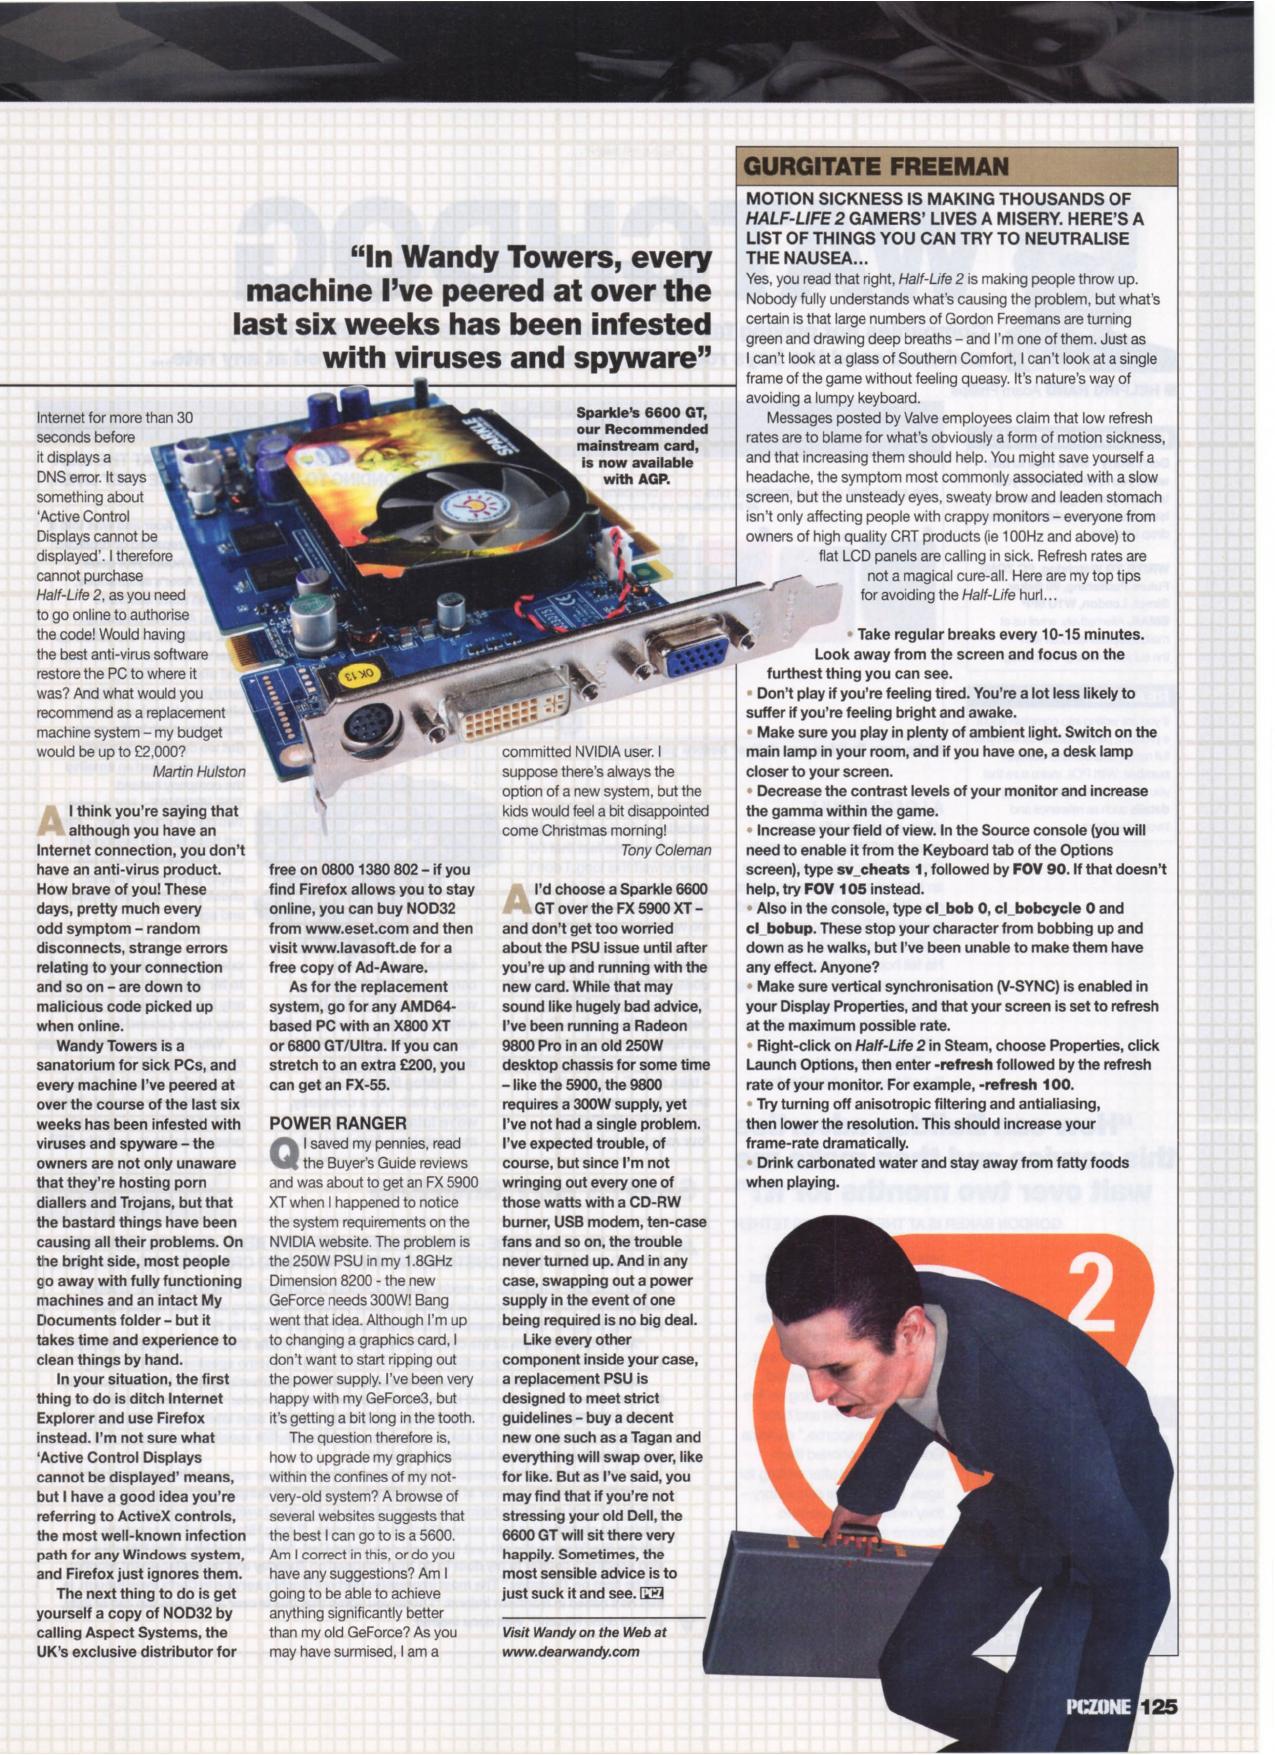 "In Wandy Towers, every
machine I've peered at over the
last six weeks has been infested
with viruses and spyware"
Internet for more than 30
seconds before
it displays a
DNS error. It says
something about
'Active Control
Displays cannot be
displayed'. I therefore
cannot purchase
Half-Life 2, as you need
to go online to authorise
the code! Would having
the best anti-virus software
restore the PC to where it
was? And what would you
recommend as a replacement
machine system – my budget
would be up to £2,000?
Martin Hulston
A I think you're saying that
although you have an
Internet connection, you don't
have an anti-virus product.
How brave of you! These
days, pretty much every
odd symptom – random
disconnects, strange errors
relating to your connection
and so on – are down to
malicious code picked up
when online.
Wandy Towers is a
sanatorium for sick PCs, and
every machine I've peered at
over the course of the last six
weeks has been infested with
viruses and spyware – the
owners are not only unaware
that they're hosting porn
diallers and Trojans, but that
the bastard things have been
causing all their problems. On
the bright side, most people
go away with fully functioning
machines and an intact My
Documents folder – but it
takes time and experience to
clean things by hand.
In your situation, the first
thing to do is ditch Internet
Explorer and use Firefox
instead. I'm not sure what
'Active Control Displays
cannot be displayed' means,
but I have a good idea you're
referring to ActiveX controls,
the most well-known infection
path for any Windows system,
and Firefox just ignores them.
The next thing to do is get
yourself a copy of NOD32 by
calling Aspect Systems, the
UK's exclusive distributor for
free on 0800 1380 802 – if you
find Firefox allows you to stay
online, you can buy NOD32
from www.eset.com and then
visit www.lavasoft.de for a
free copy of Ad-Aware.
As for the replacement
system, go for any AMD64-
based PC with an X800 XT
or 6800 GT/Ultra. If you can
stretch to an extra £200, you
can get an FX-55.
POWER RANGER
Q I saved my pennies, read
the Buyer's Guide reviews
and was about to get an FX 5900
XT when I happened to notice
the system requirements on the
NVIDIA website. The problem is
the 250W PSU in my 1.8GHz
Dimension 8200 - the new
GeForce needs 300W! Bang
went that idea. Although I'm up
to changing a graphics card, I
don't want to start ripping out
the power supply. I've been very
happy with my GeForce3, but
it's getting a bit long in the tooth.
The question therefore is,
how to upgrade my graphics
within the confines of my not-
very-old system? A browse of
several websites suggests that
the best I can go to is a 5600.
Am I correct in this, or do you
have any suggestions? Am I
going to be able to achieve
anything significantly better
than my old GeForce? As you
may have surmised, I am a
Sparkle's 6600 GT,
our Recommended
mainstream card,
is now available
with AGP.
SPARKLE
OK 13
committed NVIDIA user. I
suppose there's always the
option of a new system, but the
kids would feel a bit disappointed
come Christmas morning!
Tony Coleman
A I'd choose a Sparkle 6600
GT over the FX 5900 XT –
and don't get too worried
about the PSU issue until after
you're up and running with the
new card. While that may
sound like hugely bad advice,
I've been running a Radeon
9800 Pro in an old 250W
desktop chassis for some time
– like the 5900, the 9800
requires a 300W supply, yet
I've not had a single problem.
I've expected trouble, of
course, but since I'm not
wringing out every one of
those watts with a CD-RW
burner, USB modem, ten-case
fans and so on, the trouble
never turned up. And in any
case, swapping out a power
supply in the event of one
being required is no big deal.
Like every other
component inside your case,
a replacement PSU is
designed to meet strict
guidelines – buy a decent
new one such as a Tagan and
everything will swap over, like
for like. But as I've said, you
may find that if you're not
stressing your old Dell, the
6600 GT will sit there very
happily. Sometimes, the
most sensible advice is to
just suck it and see. PCZ
Visit Wandy on the Web at
www.dearwandy.com
GURGITATE FREEMAN
MOTION SICKNESS IS MAKING THOUSANDS OF
HALF-LIFE 2 GAMERS' LIVES A MISERY. HERE'S A
LIST OF THINGS YOU CAN TRY TO NEUTRALISE
THE NAUSEA...
Yes, you read that right, Half-Life 2 is making people throw up.
Nobody fully understands what's causing the problem, but what's
certain is that large numbers of Gordon Freemans are turning
green and drawing deep breaths – and I'm one of them. Just as
I can't look at a glass of Southern Comfort, I can't look at a single
frame of the game without feeling queasy. It's nature's way of
avoiding a lumpy keyboard.
Messages posted by Valve employees claim that low refresh
rates are to blame for what's obviously a form of motion sickness,
and that increasing them should help. You might save yourself a
headache, the symptom most commonly associated with a slow
screen, but the unsteady eyes, sweaty brow and leaden stomach
isn't only affecting people with crappy monitors – everyone from
owners of high quality CRT products (ie 100Hz and above) to
flat LCD panels are calling in sick. Refresh rates are
not a magical cure-all. Here are my top tips
for avoiding the Half-Life hurl...
• Take regular breaks every 10-15 minutes.
Look away from the screen and focus on the
furthest thing you can see.
• Don't play if you're feeling tired. You're a lot less likely to
suffer if you're feeling bright and awake.
• Make sure you play in plenty of ambient light. Switch on the
main lamp in your room, and if you have one, a desk lamp
closer to your screen.
• Decrease the contrast levels of your monitor and increase
the gamma within the game.
• Increase your field of view. In the Source console (you will
need to enable it from the Keyboard tab of the Options
screen), type sv_cheats 1, followed by FOV 90. If that doesn't
help, try FOV 105 instead.
• Also in the console, type cl_bob 0, cl_bobcycle 0 and
cl_bobup. These stop your character from bobbing up and
down as he walks, but I've been unable to make them have
any effect. Anyone?
• Make sure vertical synchronisation (V-SYNC) is enabled in
your Display Properties, and that your screen is set to refresh
at the maximum possible rate.
• Right-click on Half-Life 2 in Steam, choose Properties, click
Launch Options, then enter -refresh followed by the refresh
rate of your monitor. For example, -refresh 100.
• Try turning off anisotropic filtering and antialiasing,
then lower the resolution. This should increase your
frame-rate dramatically.
• Drink carbonated water and stay away from fatty foods
when playing.
2
PCZONE 125